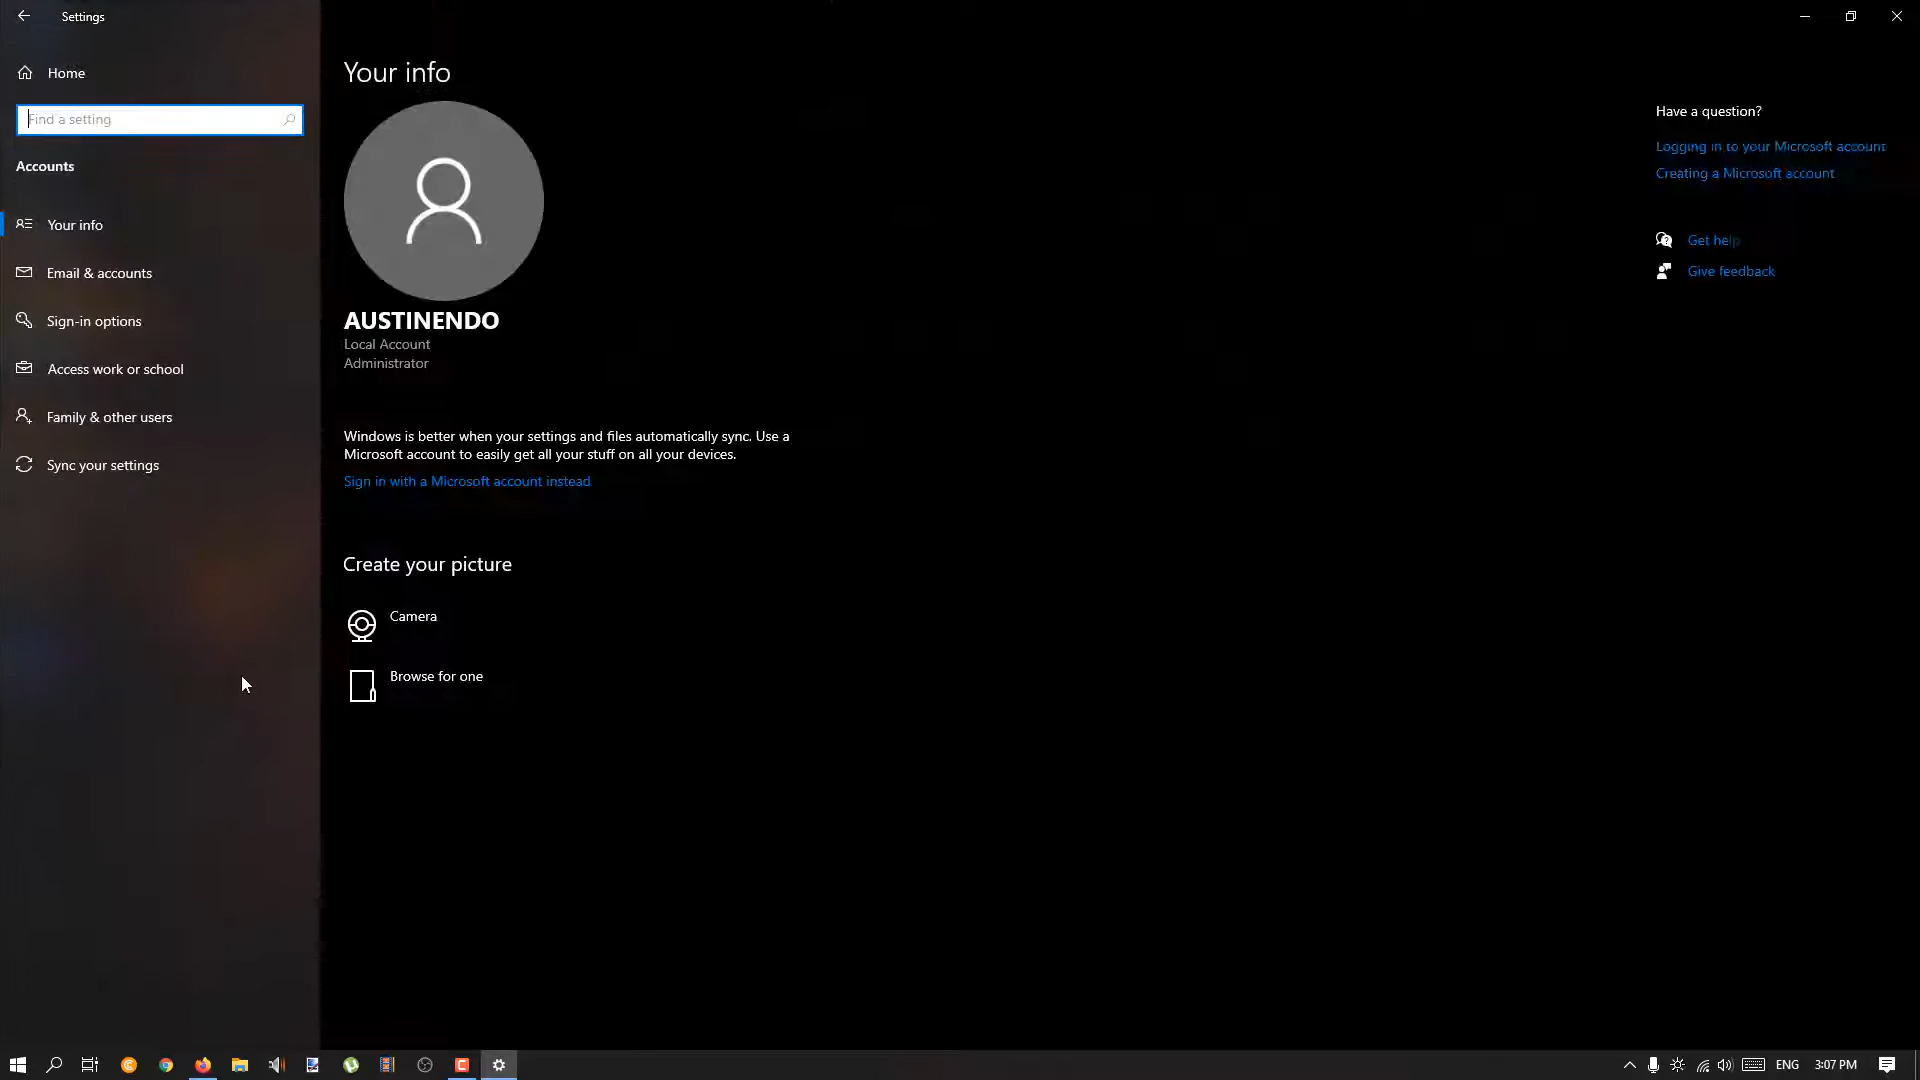 Settings
Home
Find a setting
Accounts
Your info
Email & accounts
Sign-in options
Access work or school
Family & other users
Sync your settings
Your info
AUSTINENDO
Local Account
Administrator
Windows is better when your settings and files automatically sync. Use a
Microsoft account to easily get all your stuff on all your devices.
Sign in with a Microsoft account instead
Create your picture
Camera
Browse for one
Have a question?
Logging in to your Microsoft account
Creating a Microsoft account
Get help
Give feedback
ENG
3:07 PM